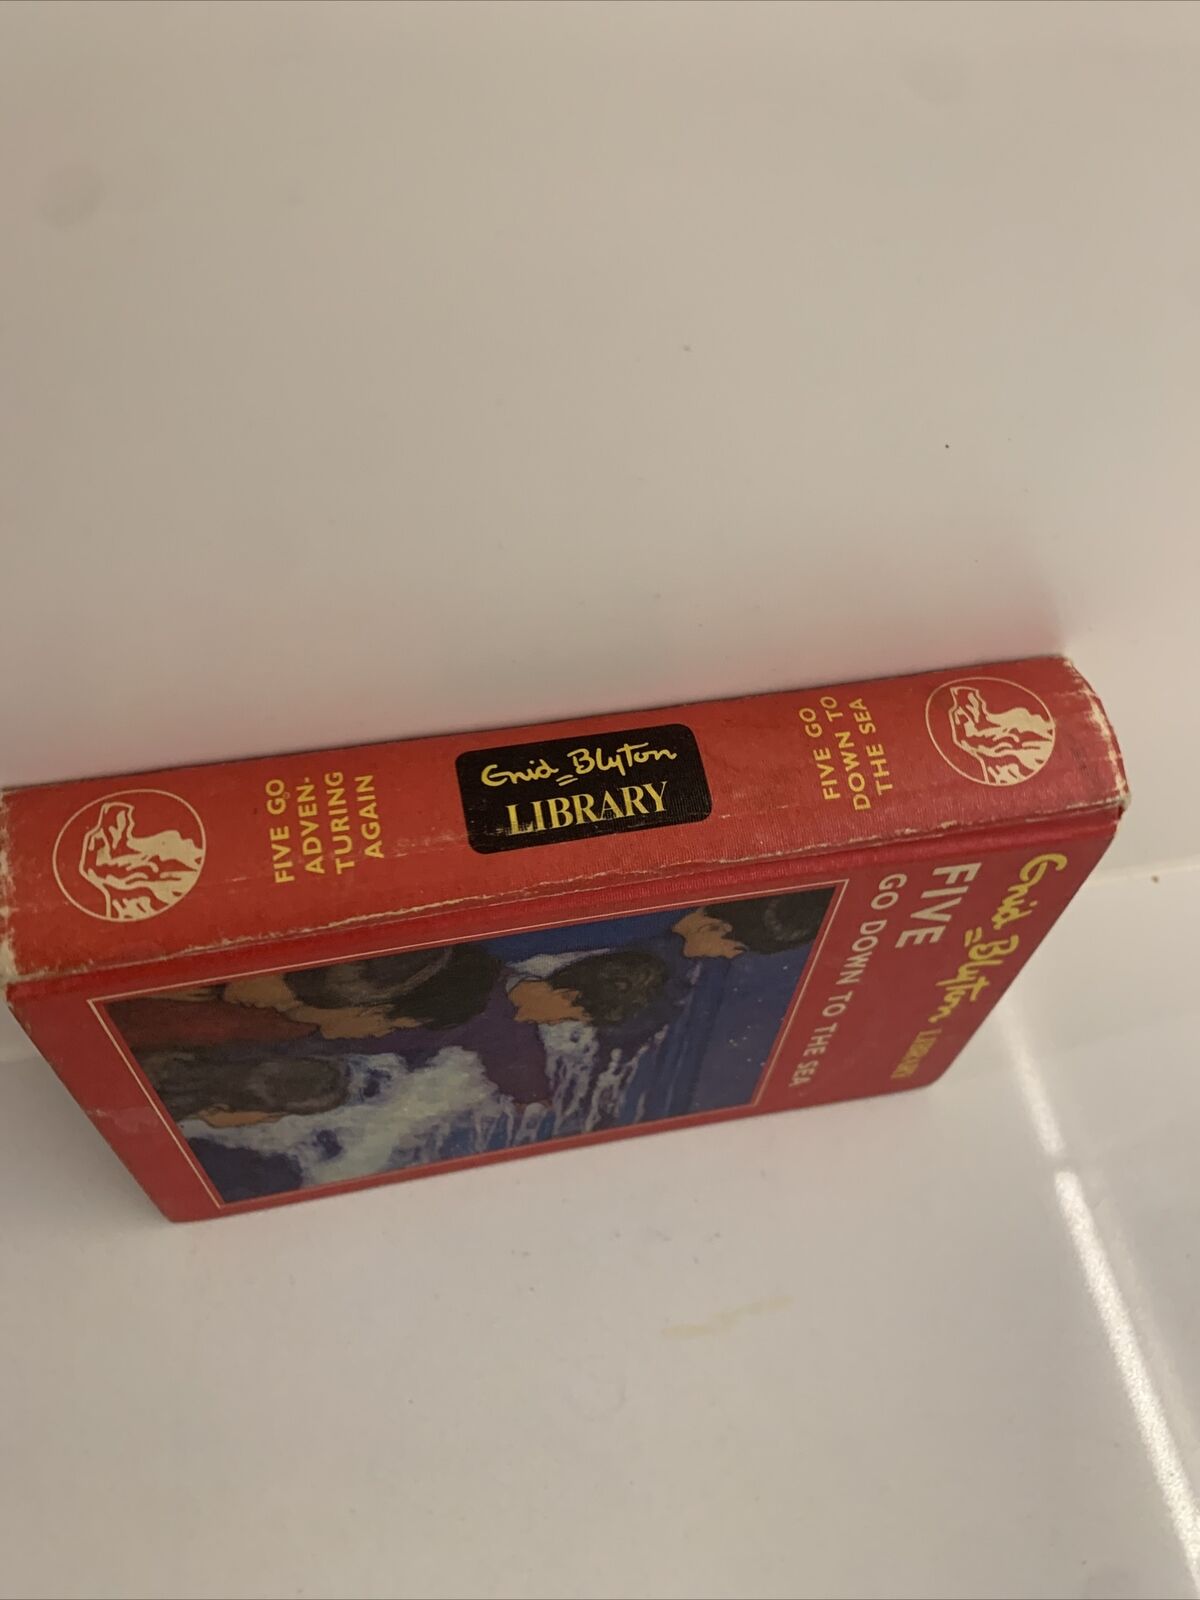 FIVE GO
ADVEN-
TURING
AGAIN
Enid Blyton
LIBRARY
FIVE GO
DOWN TO
THE SEA
Enid Blyton LIBRARY
FIVE
GO DOWN TO THE SEA